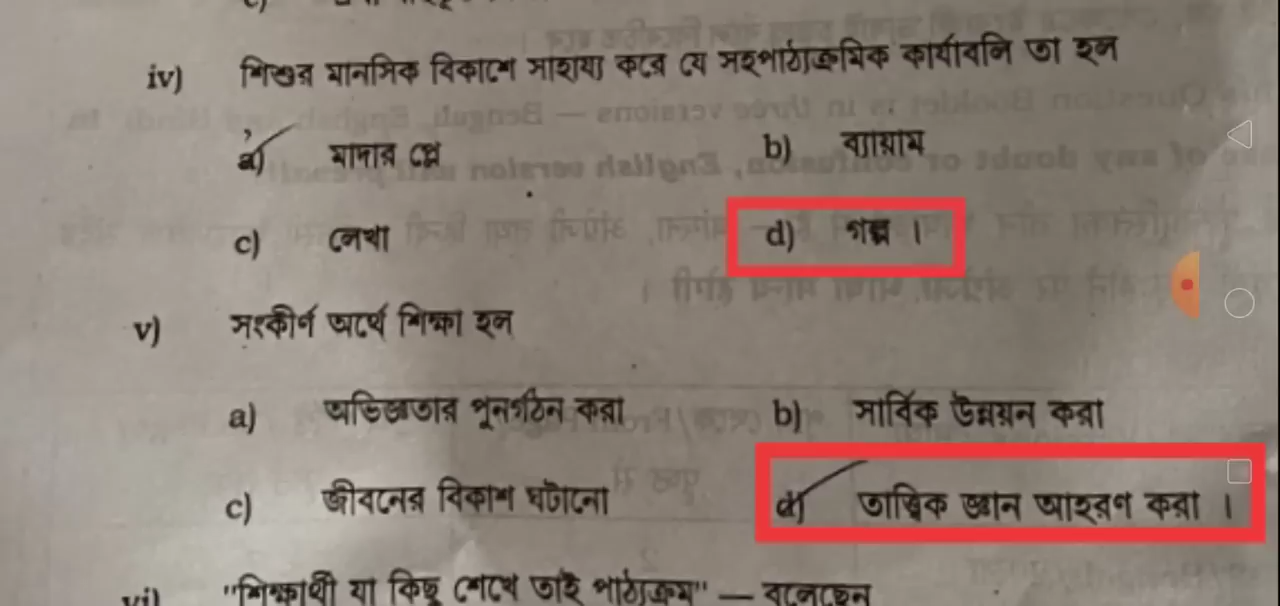 iv) শিশুর মানসিক বিকাশে সাহায্য করে যে সহপাঠ্যক্রমিক কার্যাবলি তা হল
a) মাদার প্লে b) ব্যায়াম
c) লেখা d) গল্প ।
v) সংকীর্ণ অর্থে শিক্ষা হল
a) অভিজ্ঞতার পুনর্গঠন করা b) সার্বিক উন্নয়ন করা
c) জীবনের বিকাশ ঘটানো d) তাত্ত্বিক জ্ঞান আহরণ করা ।
vi) "শিক্ষার্থী যা কিছু শেখে তাই পাঠ্যক্রম" — বলেছেন